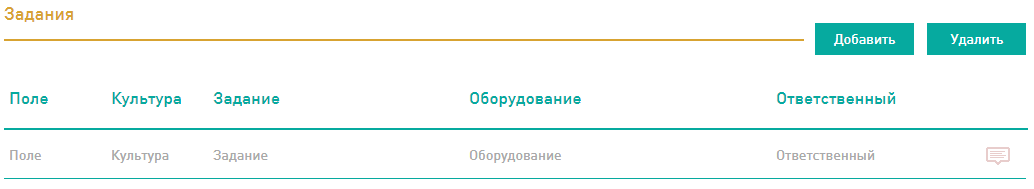 Задания
Добавить Удалить
Поле Культура Задание Оборудование Ответственный
Поле Культура Задание Оборудование Ответственный